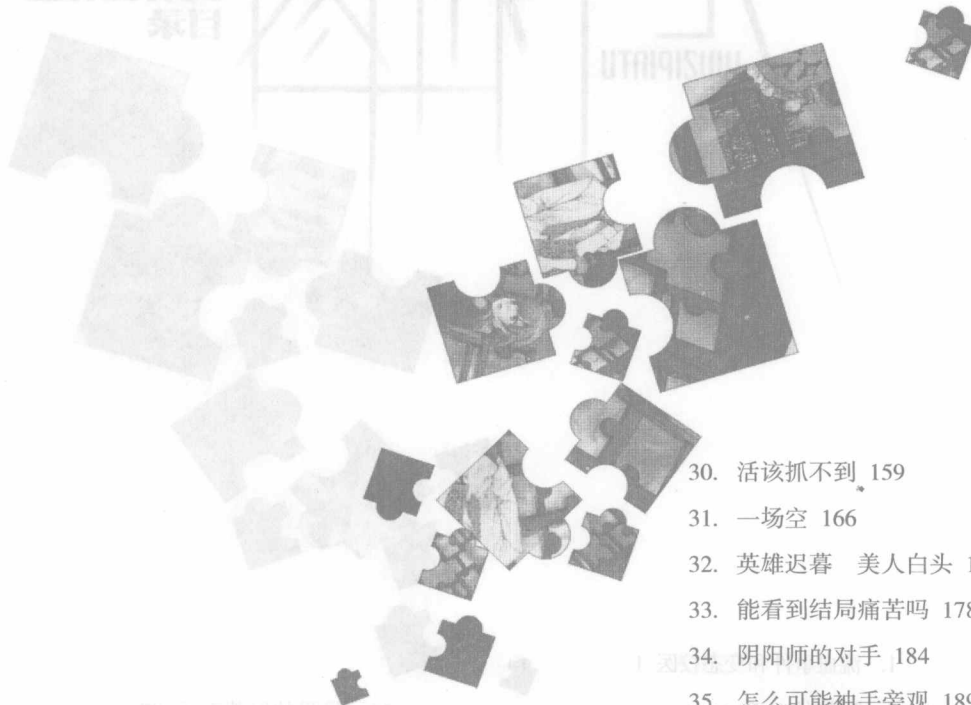 30. 活该抓不到 159
31. 一场空 166
32. 英雄迟暮　美人白头 1
33. 能看到结局痛苦吗 178
34. 阴阳师的对手 184
35. 怎么可能袖手旁观 189